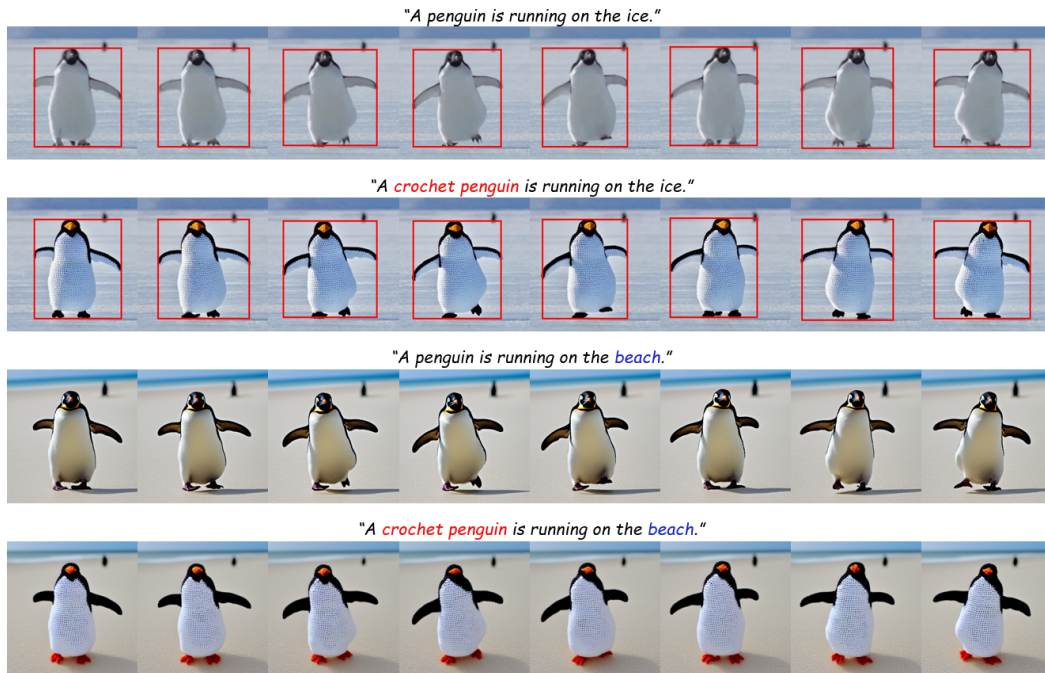 “A penguin is running on the ice.”
“A crochet penguin is running on the ice.”
“A penguin is running on the beach.”
“A crochet penguin is running on the beach.”